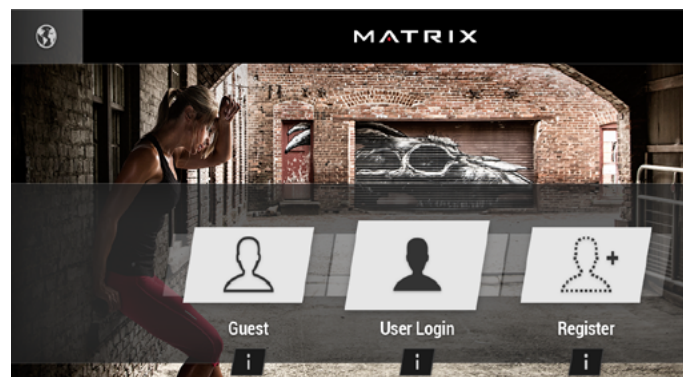 MATRIX
Guest
User Login
Register
i
i
i